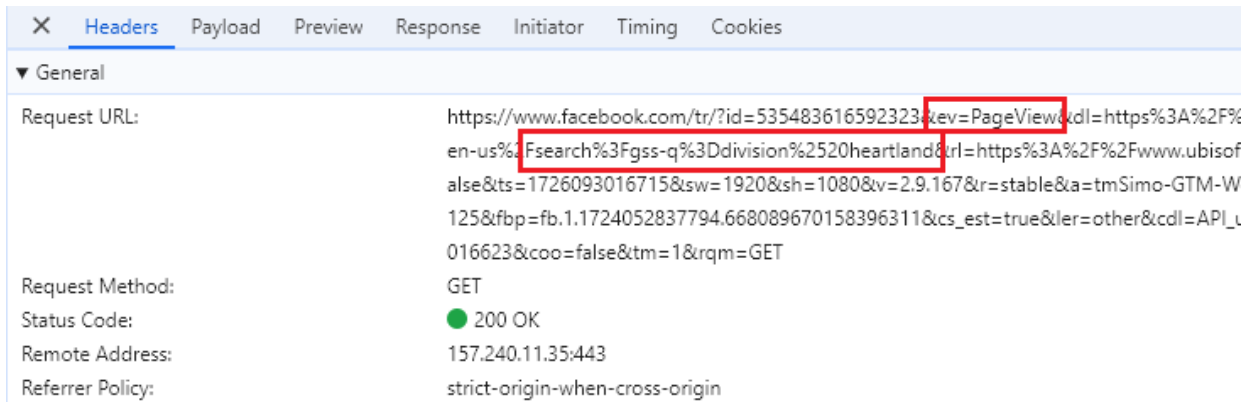 × Headers Payload Preview Response Initiator Timing Cookies
▼ General
Request URL: https://www.facebook.com/tr/?id=535483616592323&ev=PageView&dl=https%3A%2F%
en-us%2Fsearch%3Fgss-q%3Ddivision%2520heartland&rl=https%3A%2F%2Fwww.ubisof
alse&ts=1726093016715&sw=1920&sh=1080&v=2.9.167&r=stable&a=tmSimo-GTM-W
125&fbp=fb.1.1724052837794.668089670158396311&cs_est=true&ler=other&cdl=API_u
016623&coo=false&tm=1&rqm=GET
Request Method: GET
Status Code: 200 OK
Remote Address: 157.240.11.35:443
Referrer Policy: strict-origin-when-cross-origin